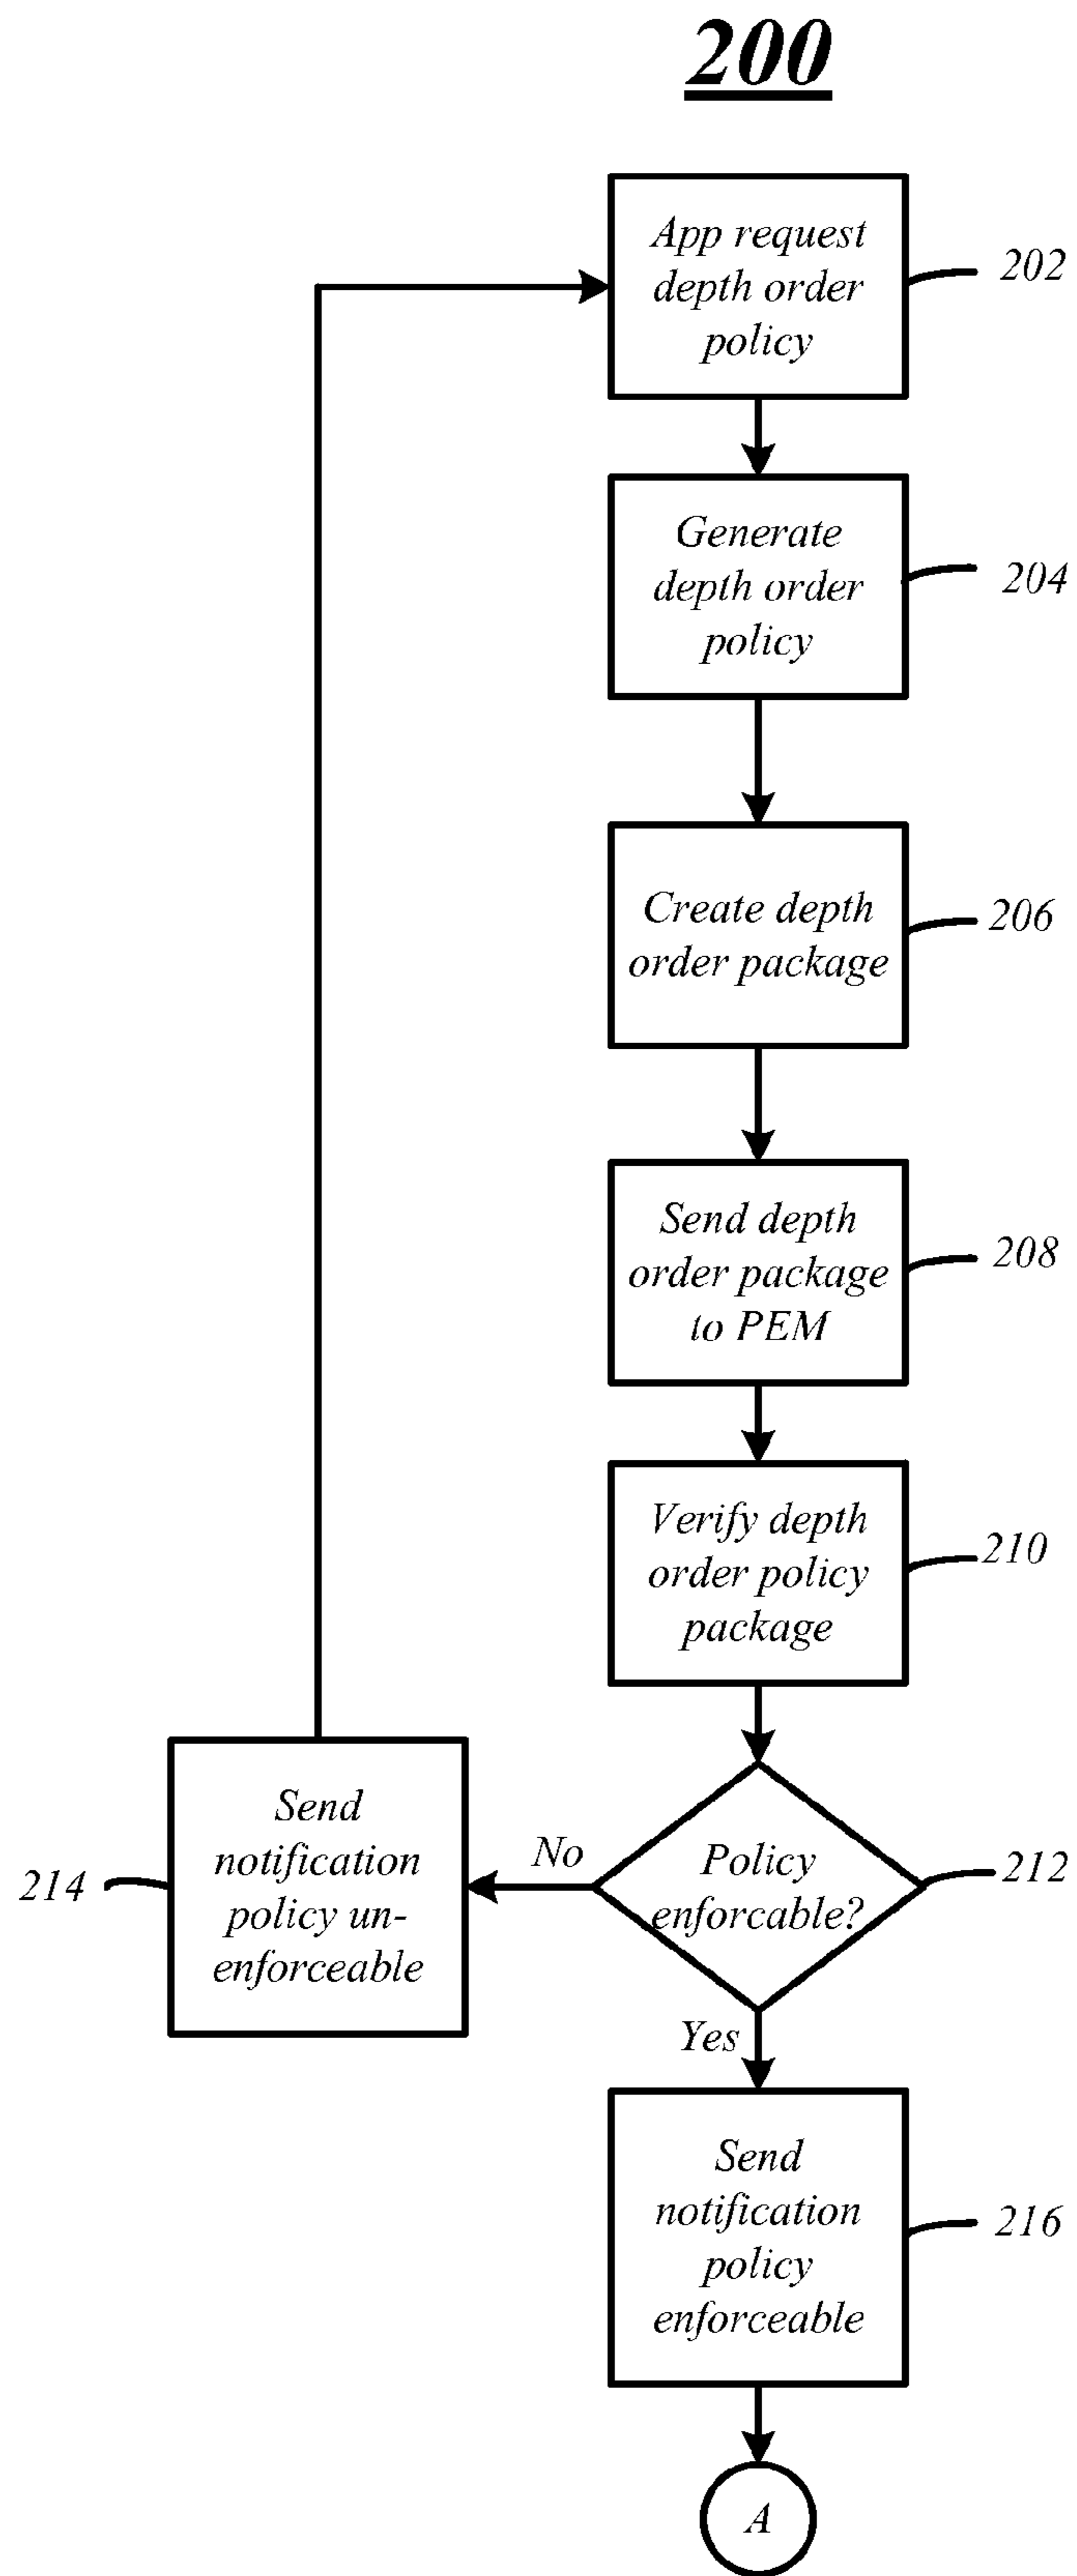 200
App request
depth order
policy
202
Generate
depth order
policy
204
Create depth
order package
206
Send depth
order package
to PEM
208
Verify depth
order policy
package
210
Policy
enforcable?
212
No
Send
notification
policy un-
enforceable
214
Yes
Send
notification
policy
enforceable
216
A